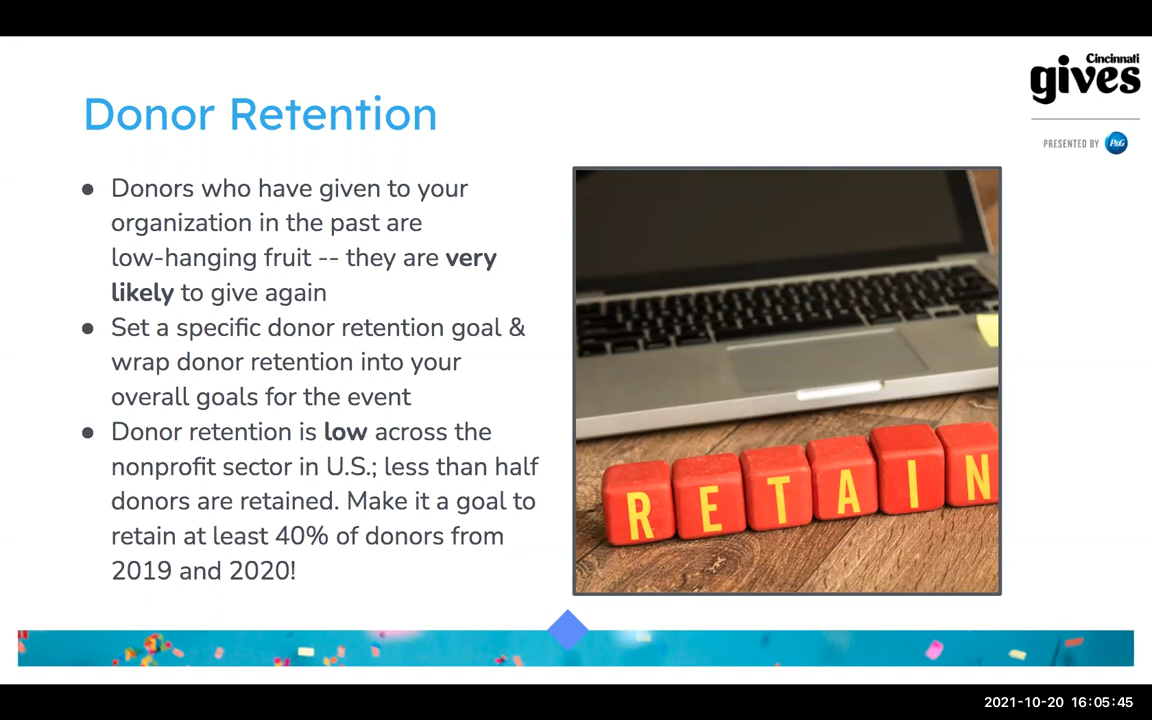 Cincinnati
gives
PRESENTED BY P&G
Donor Retention
● Donors who have given to your
organization in the past are
low-hanging fruit -- they are very
likely to give again
● Set a specific donor retention goal &
wrap donor retention into your
overall goals for the event
● Donor retention is low across the
nonprofit sector in U.S.; less than half
donors are retained. Make it a goal to
retain at least 40% of donors from
2019 and 2020!
RETAIN
2021-10-20 16:05:45